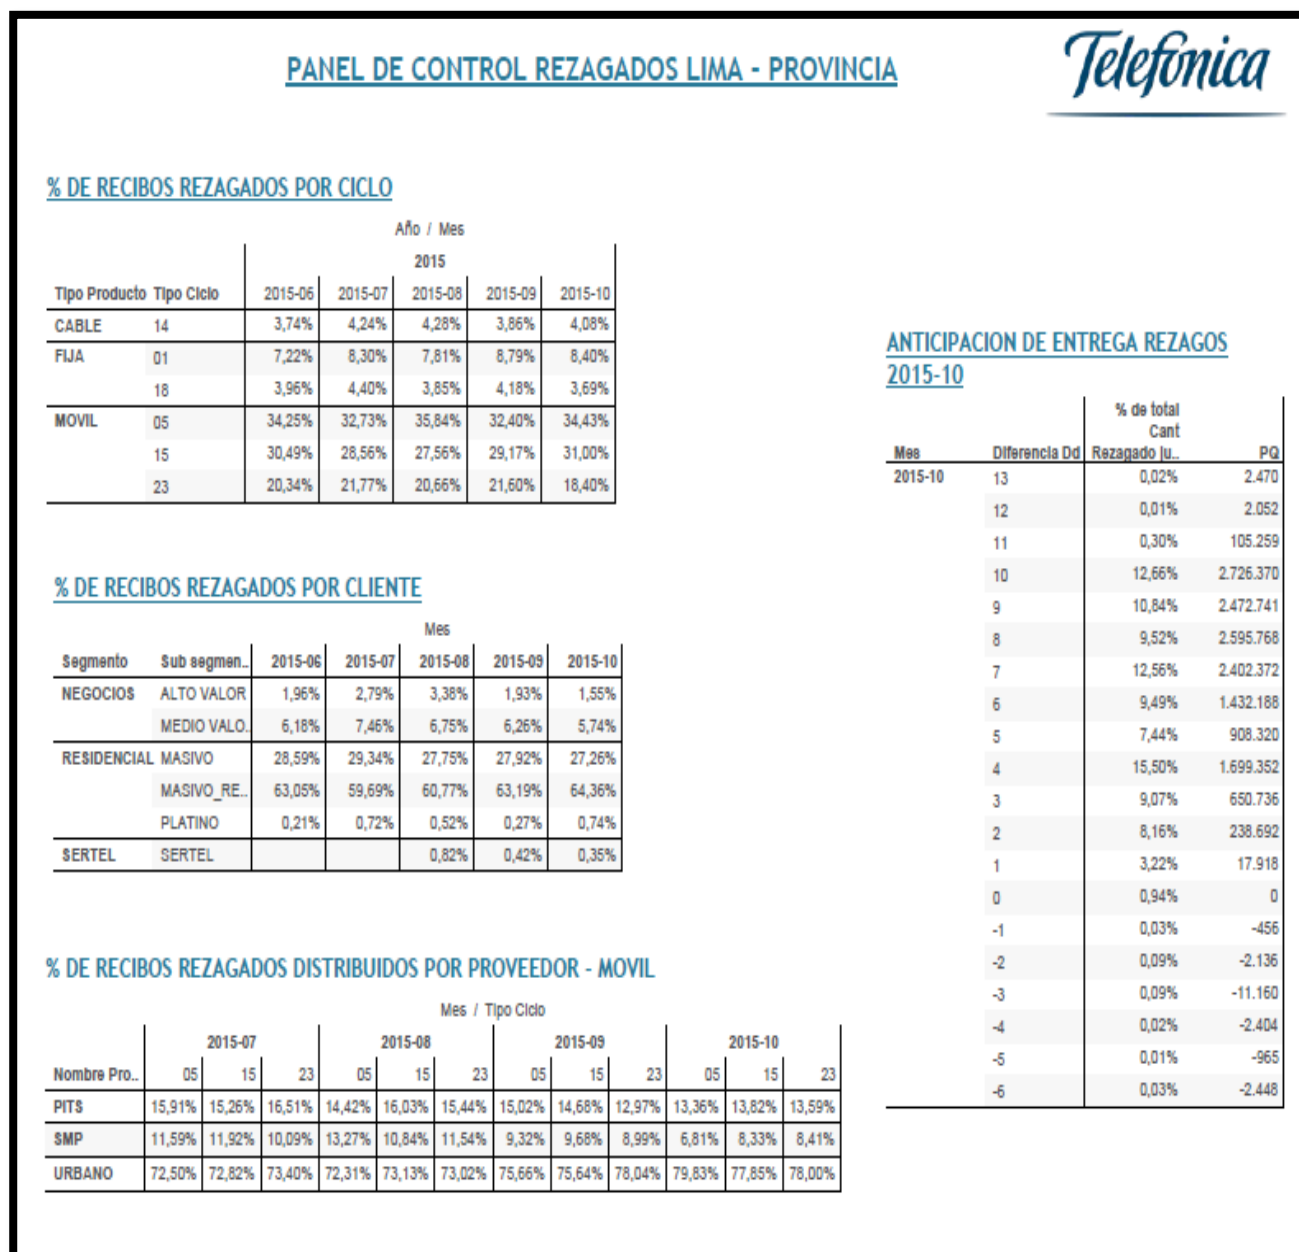 PANEL DE CONTROL REZAGADOS LIMA - PROVINCIA
Telefónica
% DE RECIBOS REZAGADOS POR CICLO
Año / Mes
2015
Tipo Producto Tipo Ciclo 2015-06 2015-07 2015-08 2015-09 2015-10
CABLE 14 3,74% 4,24% 4,28% 3,86% 4,08%
FIJA 01 7,22% 8,30% 7,81% 8,79% 8,40%
18 3,96% 4,40% 3,85% 4,18% 3,69%
MOVIL 05 34,25% 32,73% 35,84% 32,40% 34,43%
15 30,49% 28,56% 27,56% 29,17% 31,00%
23 20,34% 21,77% 20,66% 21,60% 18,40%
% DE RECIBOS REZAGADOS POR CLIENTE
Mes
Segmento Sub segmen.. 2015-06 2015-07 2015-08 2015-09 2015-10
NEGOCIOS ALTO VALOR 1,96% 2,79% 3,38% 1,93% 1,55%
MEDIO VALO.. 6,18% 7,46% 6,75% 6,26% 5,74%
RESIDENCIAL MASIVO 28,59% 29,34% 27,75% 27,92% 27,26%
MASIVO_RE.. 63,05% 59,69% 60,77% 63,19% 64,36%
PLATINO 0,21% 0,72% 0,52% 0,27% 0,74%
SERTEL SERTEL 0,82% 0,42% 0,35%
% DE RECIBOS REZAGADOS DISTRIBUIDOS POR PROVEEDOR - MOVIL
Mes / Tipo Ciclo
2015-07 2015-08 2015-09 2015-10
Nombre Pro.. 05 15 23 05 15 23 05 15 23 05 15 23
PITS 15,91% 15,26% 16,51% 14,42% 16,03% 15,44% 15,02% 14,68% 12,97% 13,36% 13,82% 13,59%
SMP 11,59% 11,92% 10,09% 13,27% 10,84% 11,54% 9,32% 9,68% 8,99% 6,81% 8,33% 8,41%
URBANO 72,50% 72,82% 73,40% 72,31% 73,13% 73,02% 75,66% 75,64% 78,04% 79,83% 77,85% 78,00%
ANTICIPACION DE ENTREGA REZAGOS
2015-10
% de total
Cant
Mes Diferencia Dd Rezagado ju.. PQ
2015-10 13 0,02% 2.470
12 0,01% 2.052
11 0,30% 105.259
10 12,66% 2.726.370
9 10,84% 2.472.741
8 9,52% 2.595.768
7 12,56% 2.402.372
6 9,49% 1.432.188
5 7,44% 908.320
4 15,50% 1.699.352
3 9,07% 650.736
2 8,16% 238.692
1 3,22% 17.918
0 0,94% 0
-1 0,03% -456
-2 0,09% -2.136
-3 0,09% -11.160
-4 0,02% -2.404
-5 0,01% -965
-6 0,03% -2.448